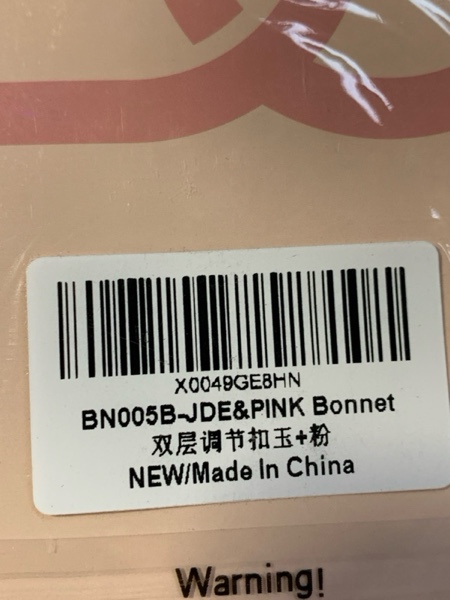 X0049GE8HN
BN005B-JDE&PINK Bonnet
双层调节扣玉+粉
NEW/Made In China
Warning!